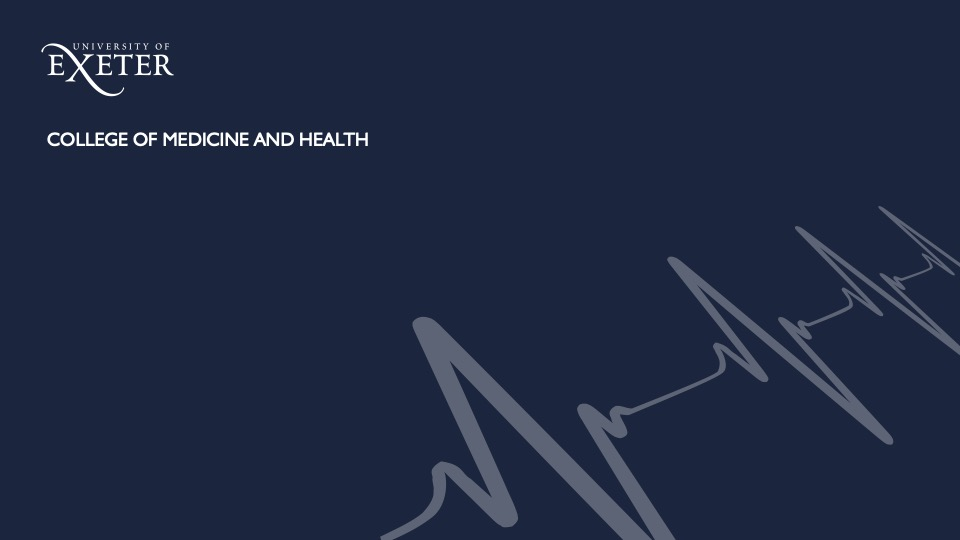 UNIVERSITY OF
EXETER
COLLEGE OF MEDICINE AND HEALTH